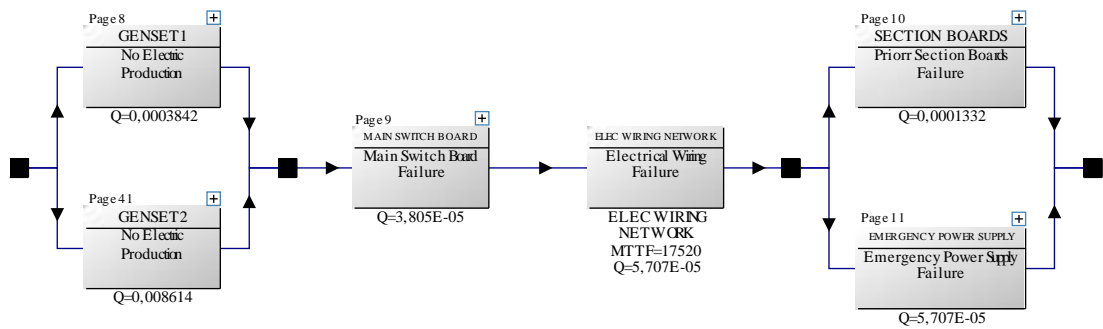 Page 8
GENSET1
No Electric
Production
Q=0,0003842
Page 41
GENSET2
No Electric
Production
Q=0,008614
Page 9
MAIN SWITCH BOARD
Main Switch Board
Failure
Q=3,805E-05
ELEC WIRING NETWORK
Electrical Wiring
Failure
ELEC WIRING
NETWORK
MTTF=17520
Q=5,707E-05
Page 10
SECTION BOARDS
Priorr Section Boards
Failure
Q=0,0001332
Page 11
EMERGENCY POWER SUPPLY
Emergency Power Supply
Failure
Q=5,707E-05